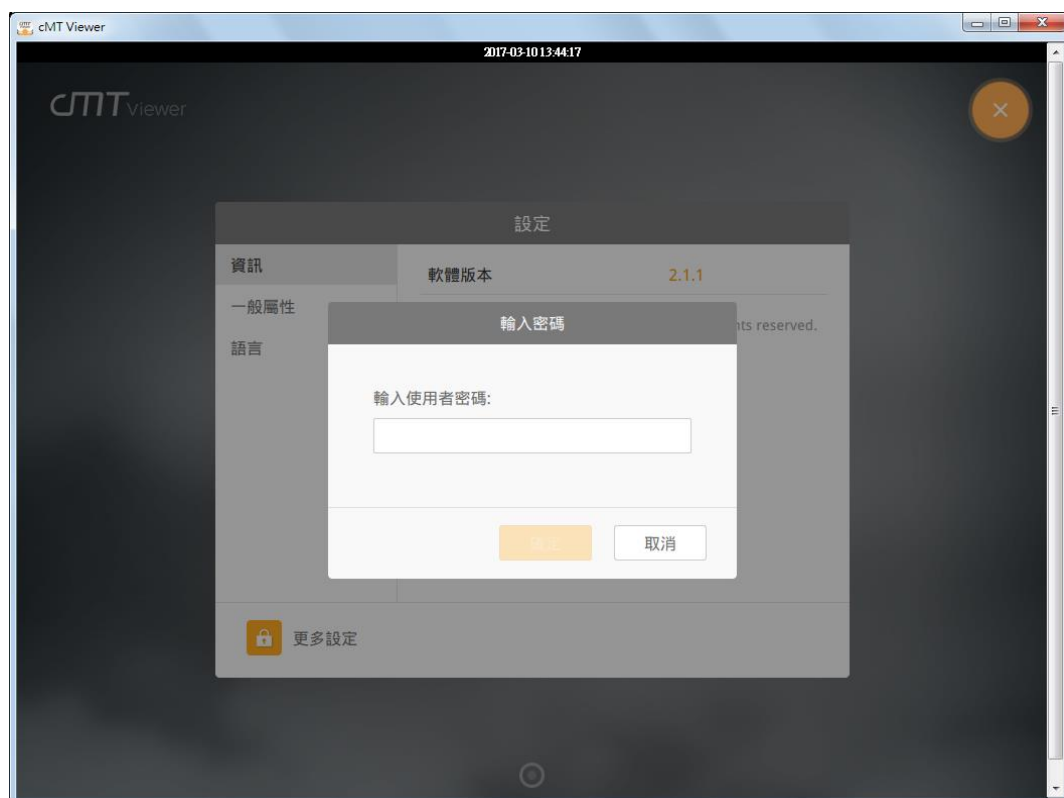 cMT Viewer
2017-03-10 13:44:17
cMT Viewer
設定
資訊
軟體版本 2.1.1
一般屬性
輸入密碼
hts reserved.
語言
輸入使用者密碼:
確定 取消
更多設定